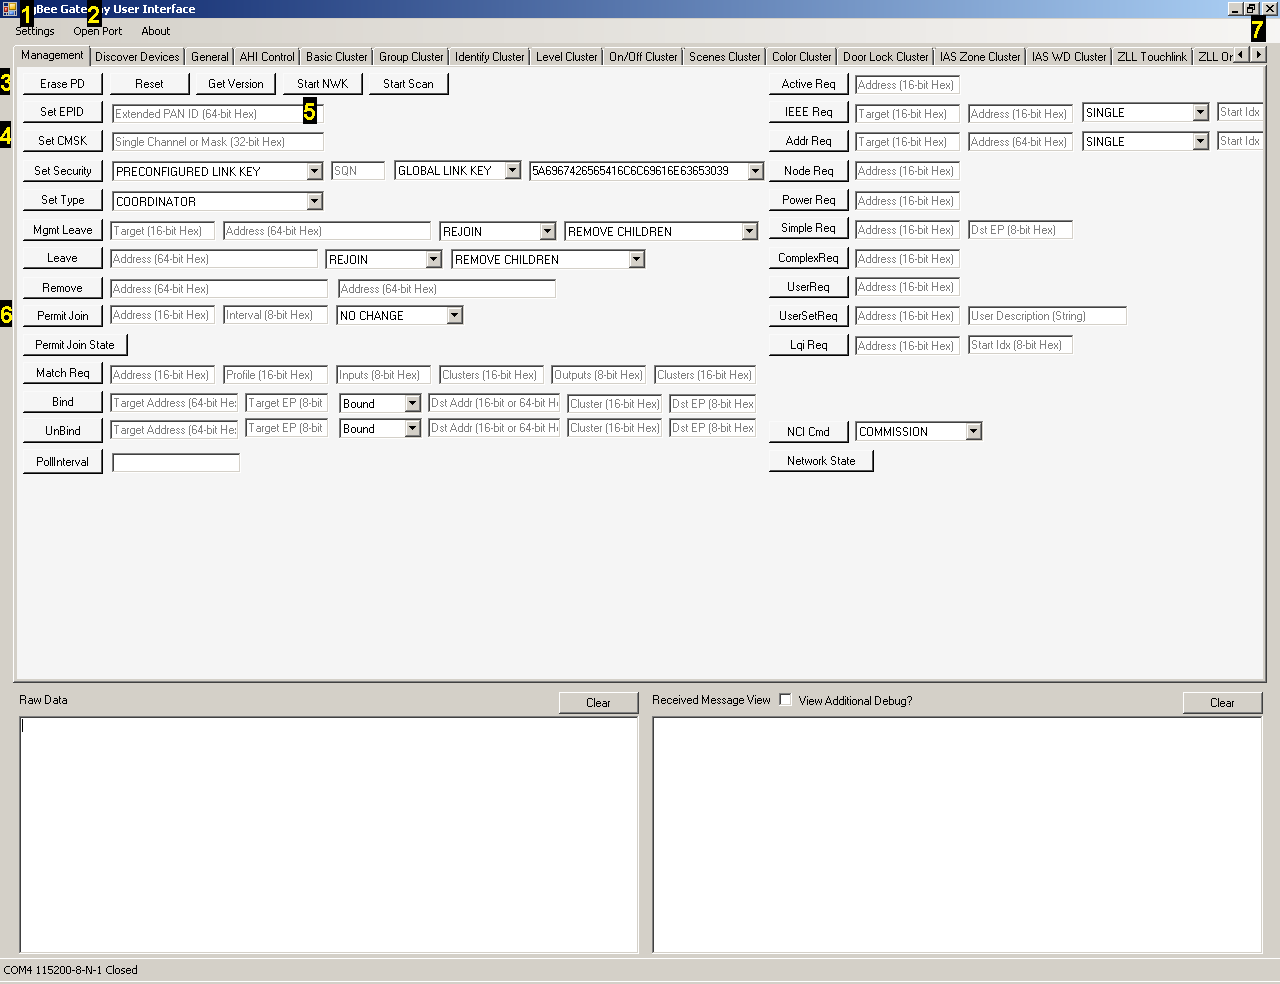 1 gBee Gate 2 y User Interface
Settings Open Port About 7
Management Discover Devices General AHI Control Basic Cluster Group Cluster Identify Cluster Level Cluster On/Off Cluster Scenes Cluster Color Cluster Door Lock Cluster IAS Zone Cluster IAS WD Cluster ZLL Touchlink ZLL On
3 Erase PD Reset Get Version Start NWK Start Scan Active Req Address (16-bit Hex)
Set EPID Extended PAN ID (64-bit Hex) 5 IEEE Req Target (16-bit Hex) Address (16-bit Hex) SINGLE Start Idx
4 Set CMSK Single Channel or Mask (32-bit Hex) Addr Req Target (16-bit Hex) Address (64-bit Hex) SINGLE Start Idx
Set Security PRECONFIGURED LINK KEY SQN GLOBAL LINK KEY 5A6967426565416C6C69616E63653039 Node Req Address (16-bit Hex)
Set Type COORDINATOR Power Req Address (16-bit Hex)
Mgmt Leave Target (16-bit Hex) Address (64-bit Hex) REJOIN REMOVE CHILDREN Simple Req Address (16-bit Hex) Dst EP (8-bit Hex)
Leave Address (64-bit Hex) REJOIN REMOVE CHILDREN ComplexReq Address (16-bit Hex)
Remove Address (64-bit Hex) Address (64-bit Hex) UserReq Address (16-bit Hex)
6 Permit Join Address (16-bit Hex) Interval (8-bit Hex) NO CHANGE UserSetReq Address (16-bit Hex) User Description (String)
Permit Join State Lqi Req Address (16-bit Hex) Start Idx (8-bit Hex)
Match Req Address (16-bit Hex) Profile (16-bit Hex) Inputs (8-bit Hex) Clusters (16-bit Hex) Outputs (8-bit Hex) Clusters (16-bit Hex)
Bind Target Address (64-bit He: Target EP (8-bit Bound Dst Addr (16-bit or 64-bit H Cluster (16-bit Hex) Dst EP (8-bit Hex
UnBind Target Address (64-bit He: Target EP (8-bit Bound Dst Addr (16-bit or 64-bit H Cluster (16-bit Hex) Dst EP (8-bit Hex NCI Cmd COMMISSION
PollInterval Network State
Raw Data Clear Received Message View View Additional Debug? Clear
COM4 115200-8-N-1 Closed